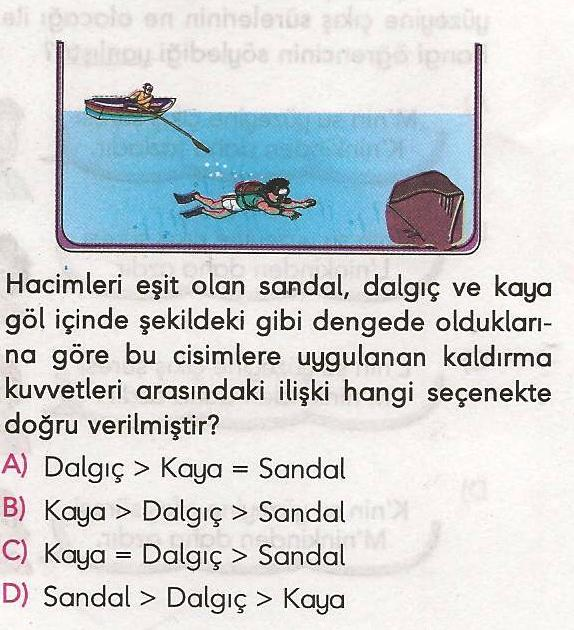 Hacimleri eşit olan sandal, dalgıç ve kaya
göl içinde şekildeki gibi dengede oldukları-
na göre bu cisimlere uygulanan kaldırma
kuvvetleri arasındaki ilişki hangi seçenekte
doğru verilmiştir?
A) Dalgıç > Kaya = Sandal
B) Kaya > Dalgıç > Sandal
C) Kaya = Dalgıç > Sandal
D) Sandal > Dalgıç > Kaya